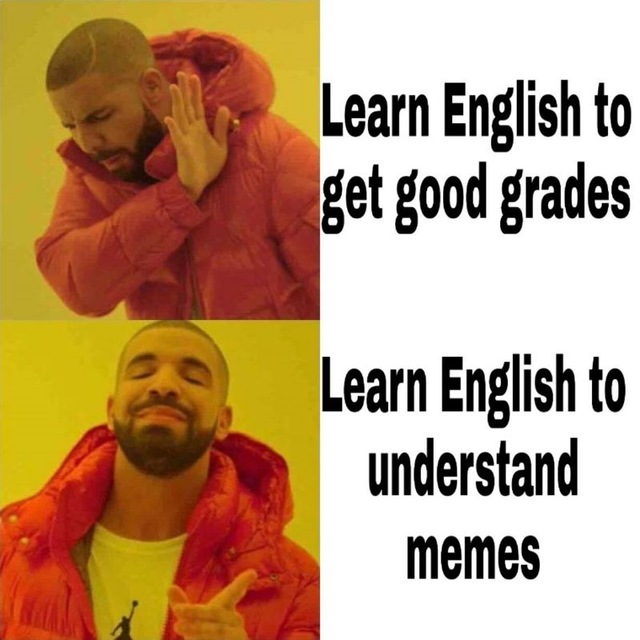 Learn English to
get good grades
Learn English to
understand
memes